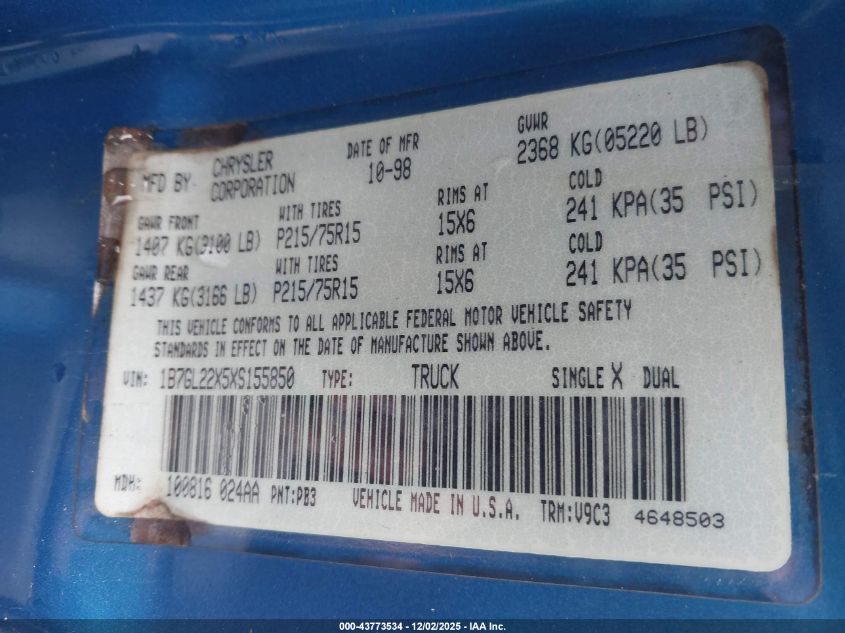 MFD BY CHRYSLER CORPORATION DATE OF MFR 10-98 GVWR 2368 KG(05220 LB)
GAWR FRONT WITH TIRES RIMS AT COLD
1407 KG(3100 LB) P215/75R15 15X6 241 KPA(35 PSI)
GAWR REAR WITH TIRES RIMS AT COLD
1437 KG(3166 LB) P215/75R15 15X6 241 KPA(35 PSI)
THIS VEHICLE CONFORMS TO ALL APPLICABLE FEDERAL MOTOR VEHICLE SAFETY
STANDARDS IN EFFECT ON THE DATE OF MANUFACTURE SHOWN ABOVE.
VIN: 1B7GL22X5XS155850 TYPE: TRUCK SINGLE X DUAL
MDH: 100816 024AA PNT:PB3 VEHICLE MADE IN U.S.A. TRM:V9C3 4648503
000-43773534 - 12/02/2025 - IAA Inc.